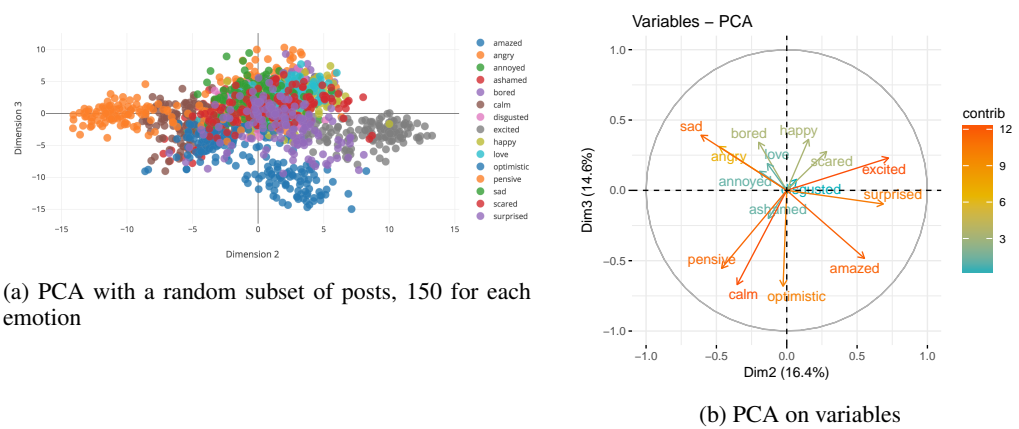 10
5
0
−5
−10
−15
Dimension 3
−15
−10
−5
0
5
10
15
Dimension 2
amazed
angry
annoyed
ashamed
bored
calm
disgusted
excited
happy
love
optimistic
pensive
sad
scared
surprised
(a) PCA with a random subset of posts, 150 for each
emotion
Variables − PCA
1.0
0.5
0.0
−0.5
−1.0
Dim3 (14.6%)
sad
bored
happy
angry
love
scared
excited
annoyed
disgusted
surprised
ashamed
pensive
amazed
calm
optimistic
−1.0
−0.5
0.0
0.5
1.0
Dim2 (16.4%)
contrib
12
9
6
3
(b) PCA on variables